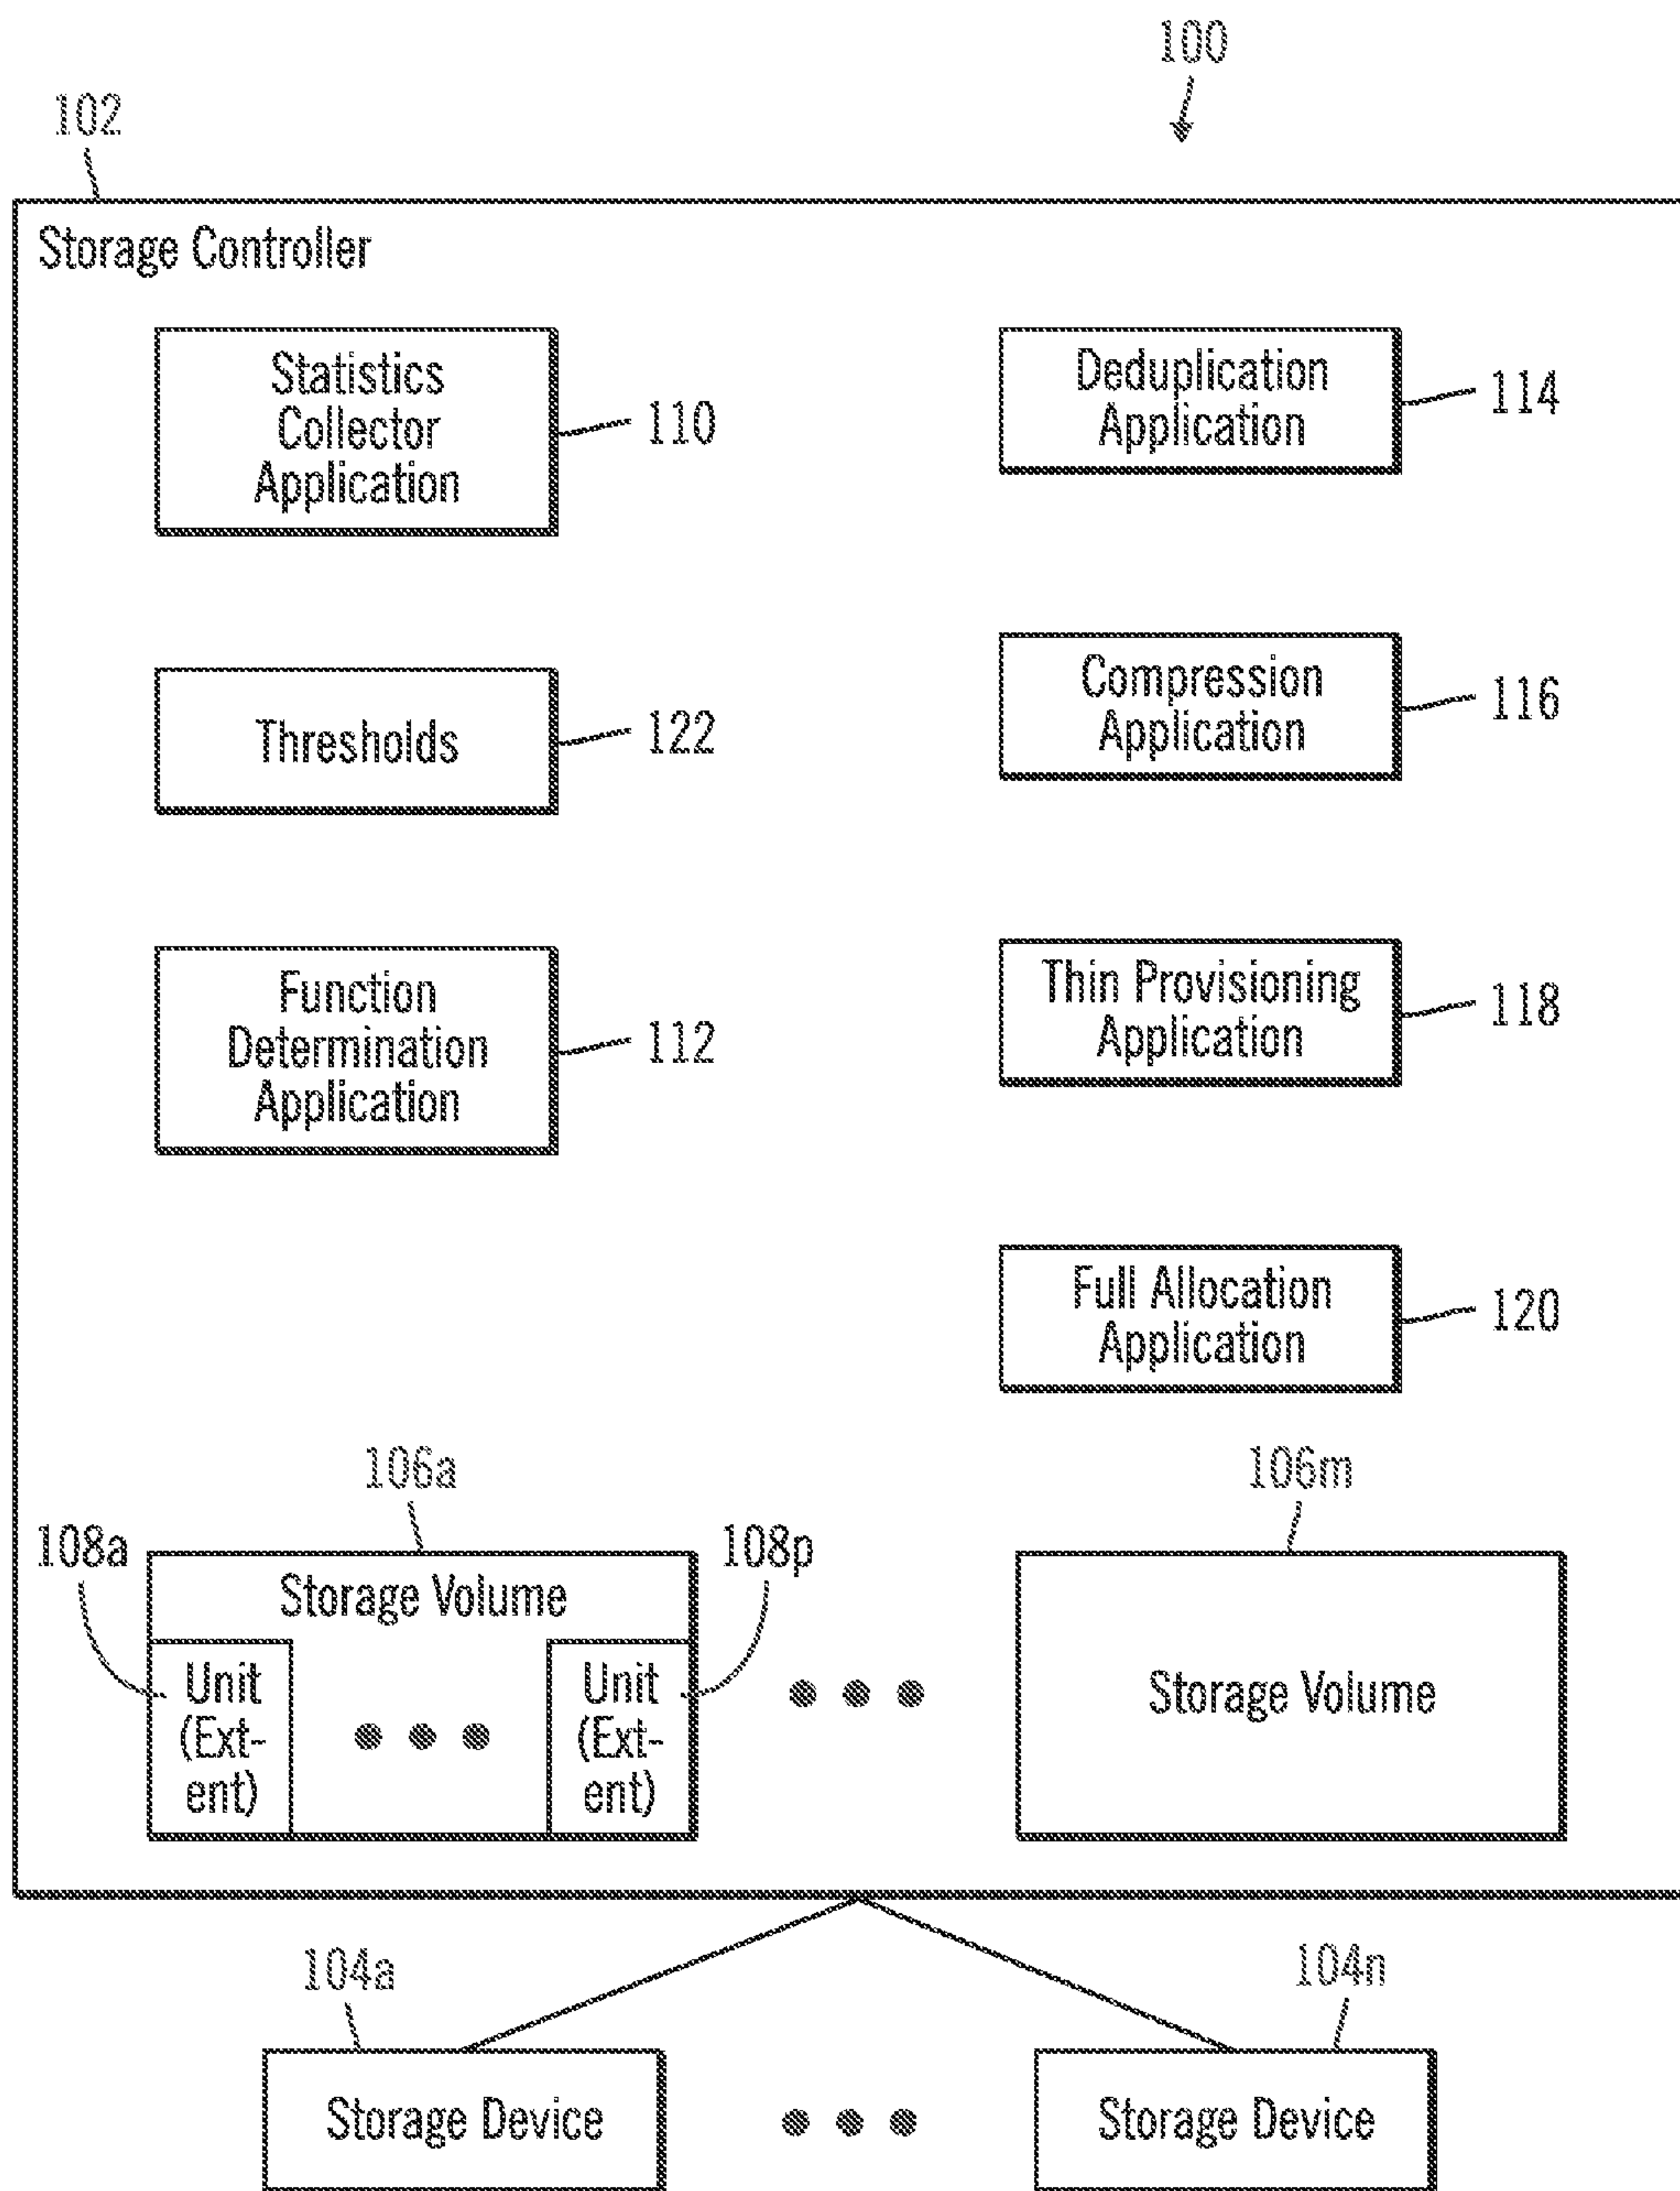 100
102
Storage Controller
Statistics
Collector
Application
110
Deduplication
Application
114
Thresholds
122
Compression
Application
116
Function
Determination
Application
112
Thin Provisioning
Application
118
Full Allocation
Application
120
106a
106m
108a
108p
Storage Volume
Unit
(Ext-
ent)
Unit
(Ext-
ent)
Storage Volume
104a
104n
Storage Device
Storage Device